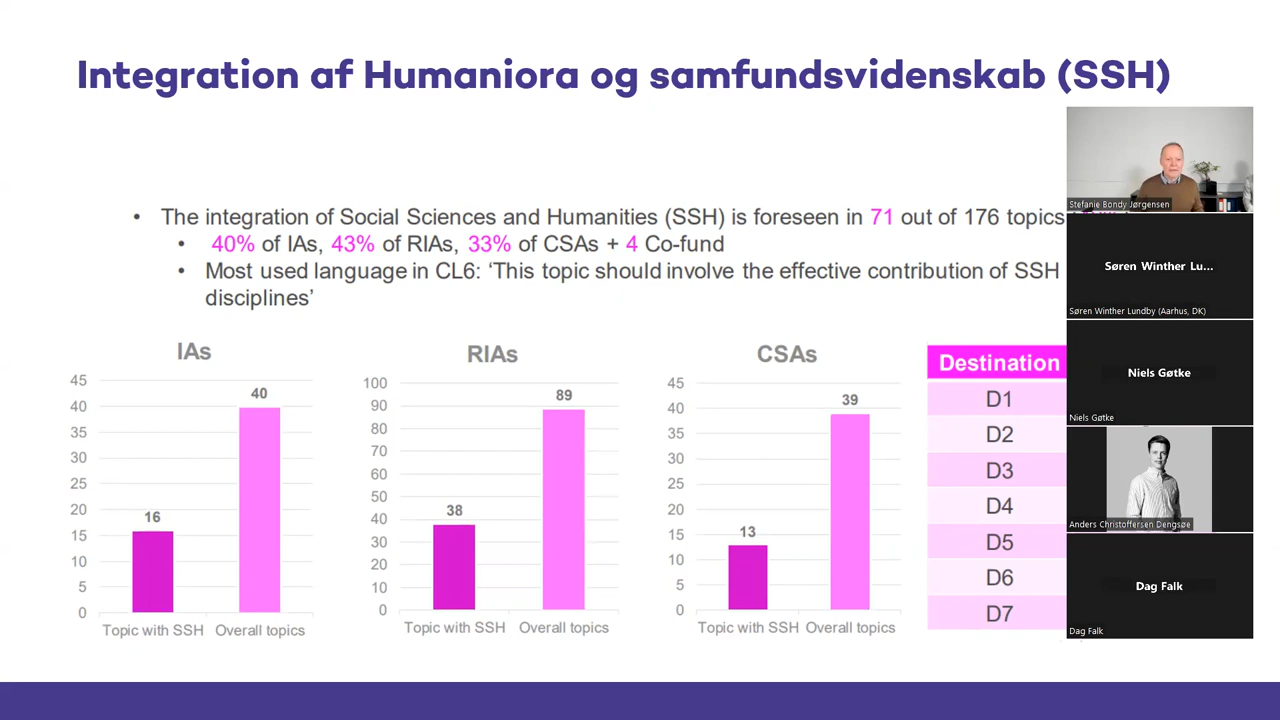 Integration af Humaniora og samfundsvidenskab (SSH)
• The integration of Social Sciences and Humanities (SSH) is foreseen in 71 out of 176 topics
• 40% of IAs, 43% of RIAs, 33% of CSAs + 4 Co-fund
• Most used language in CL6: ‘This topic should involve the effective contribution of SSH
disciplines’
IAs
45
40
35
30
25
20
15
10
5
0
16
40
Topic with SSH
Overall topics
RIAs
100
90
80
70
60
50
40
30
20
10
0
38
89
Topic with SSH
Overall topics
CSAs
45
40
35
30
25
20
15
10
5
0
13
39
Topic with SSH
Overall topics
Destination
D1
D2
D3
D4
D5
D6
D7
Stefanie Bondy Jørgensen
Søren Winther Lu...
Søren Winther Lundby (Aarhus, DK)
Niels Gøtke
Niels Gøtke
Anders Christoffersen Dengsøe
Dag Falk
Dag Falk